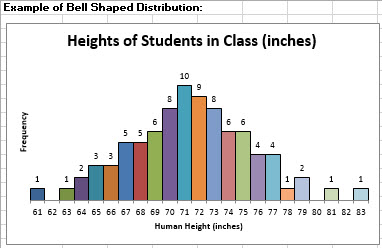 Example of Bell Shaped Distribution:
Heights of Students in Class (inches)
Frequency
1 1 2 3 3 5 5 6 8 10 9 8 6 6 4 4 1 2 1 1
61 62 63 64 65 66 67 68 69 70 71 72 73 74 75 76 77 78 79 80 81 82 83
Human Height (inches)